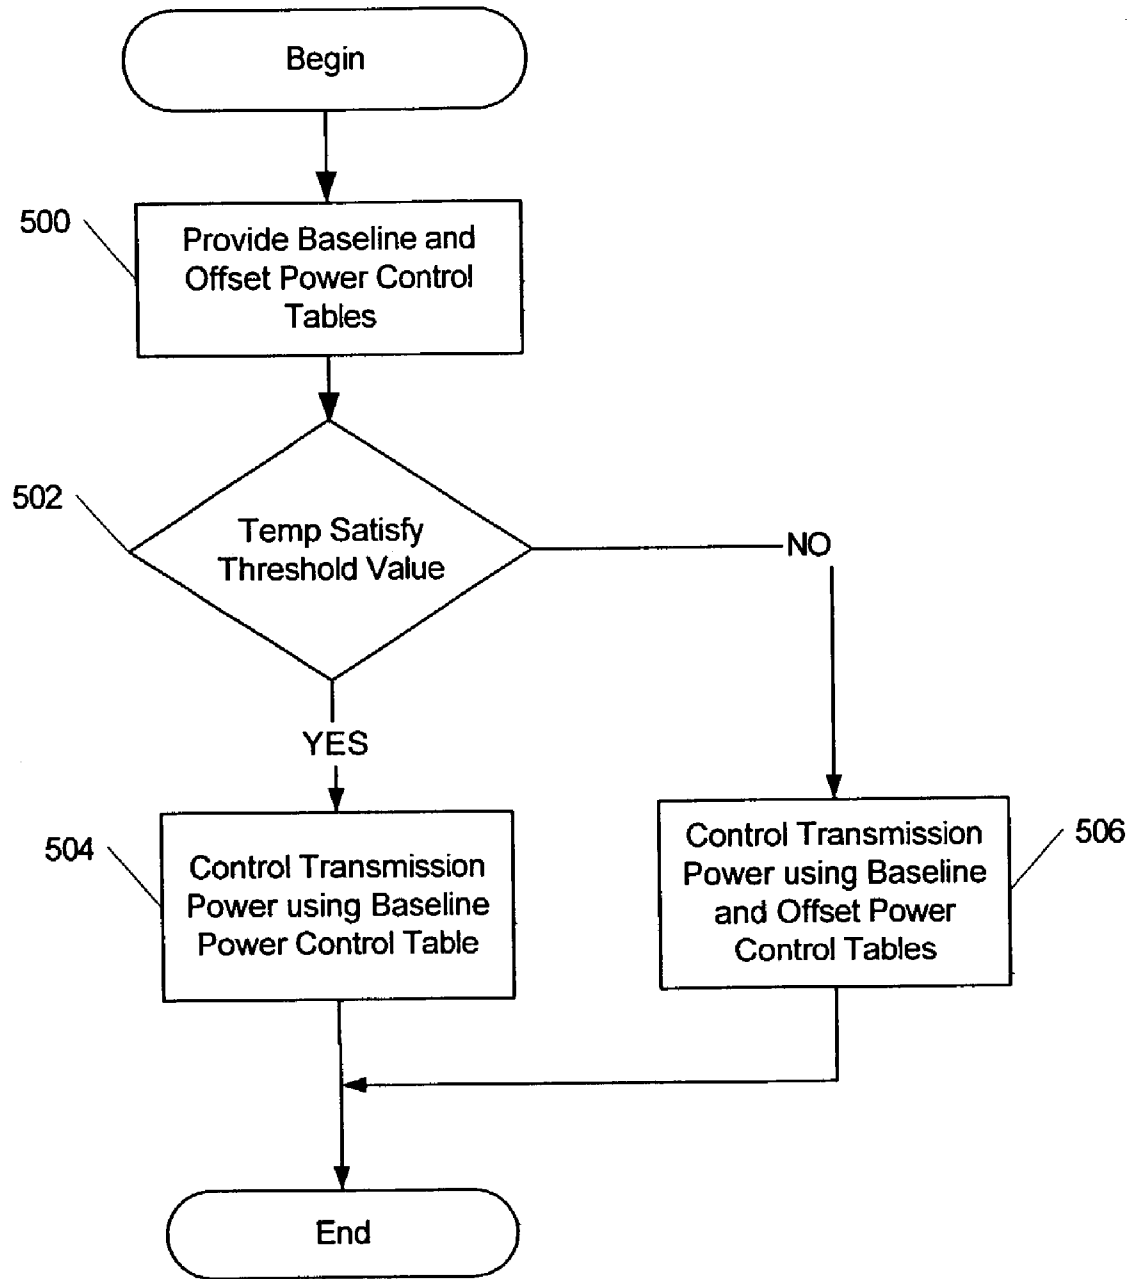 Begin
500
Provide Baseline and
Offset Power Control
Tables
502
Temp Satisfy
Threshold Value
NO
YES
504
Control Transmission
Power using Baseline
Power Control Table
Control Transmission
Power using Baseline
and Offset Power
Control Tables
506
End